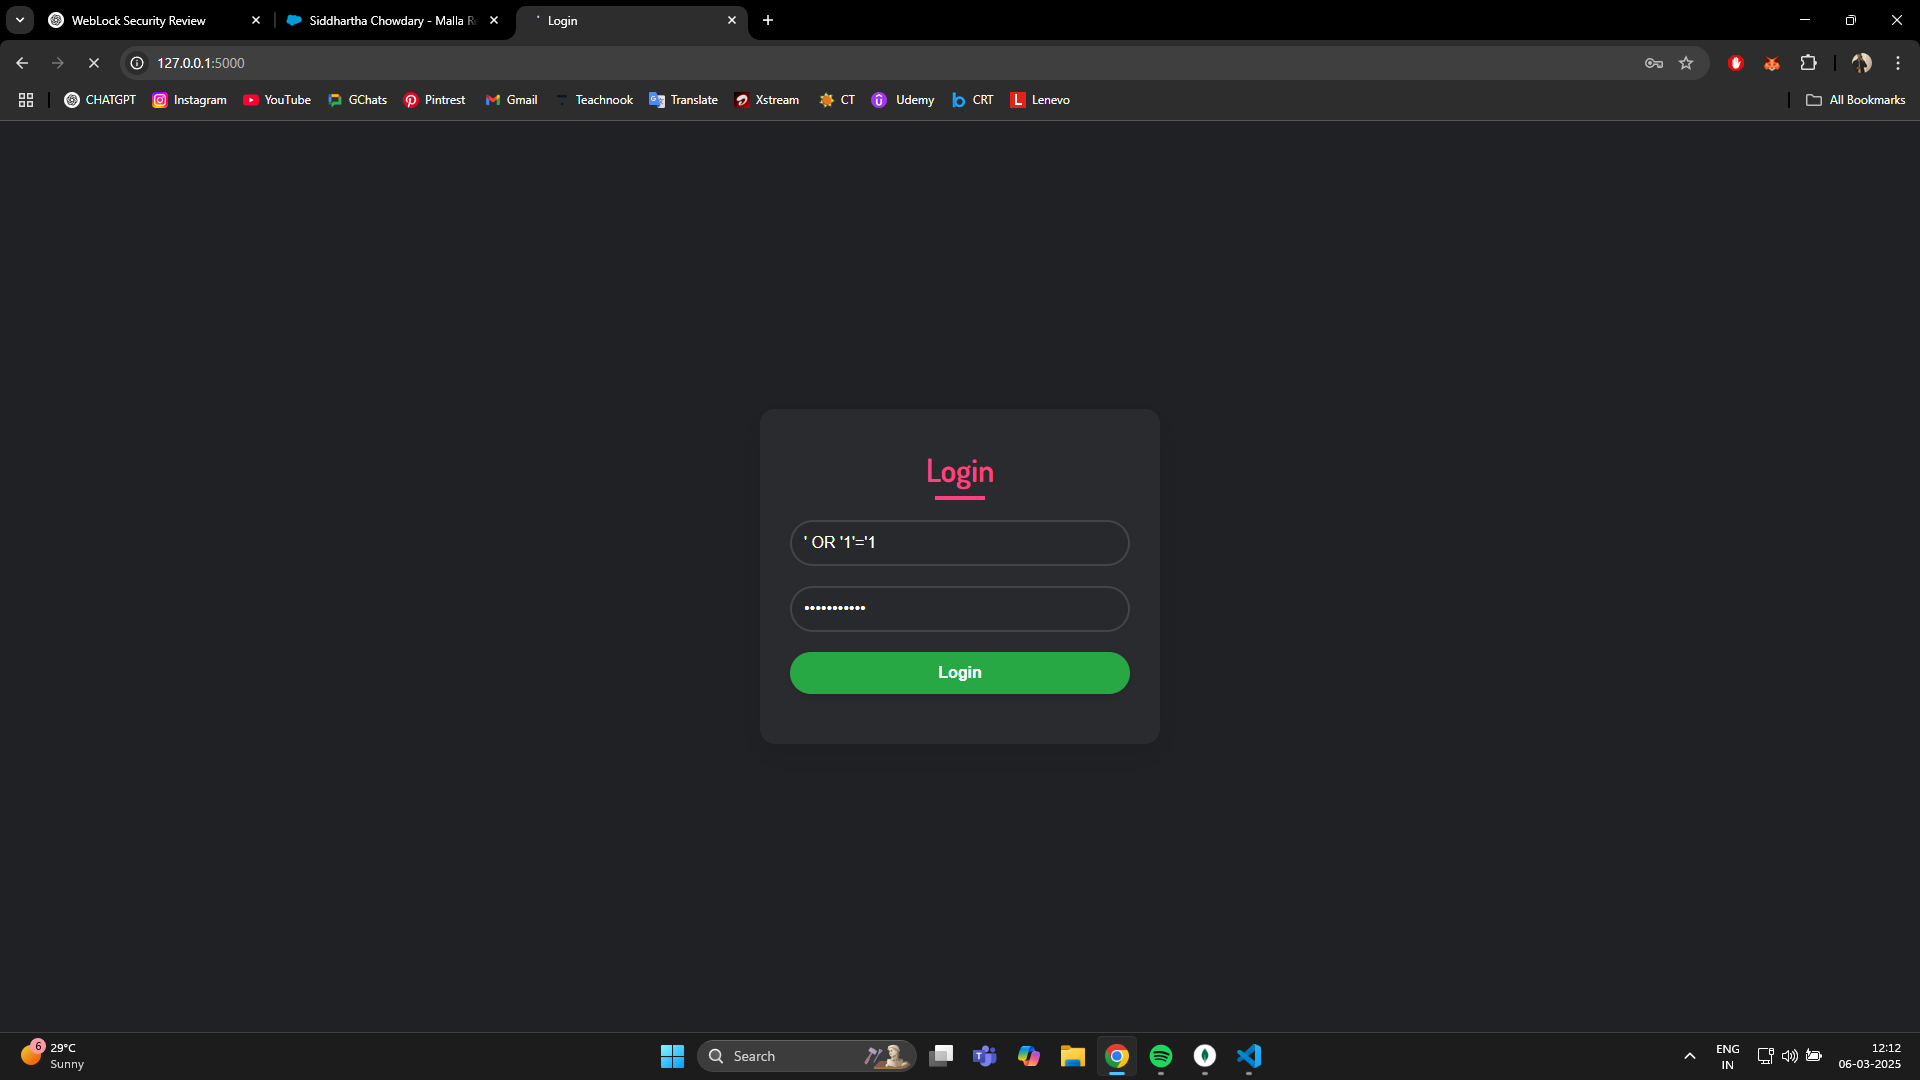 WebLock Security Review
Siddhartha Chowdary - Malla R
Login
127.0.0.1:5000
CHATGPT
Instagram
YouTube
GChats
Pintrest
Gmail
Teachnook
Translate
Xstream
CT
Udemy
CRT
Lenevo
All Bookmarks
Login
' OR '1'='1
•••••••••••
Login
6
29°C
Sunny
Search
ENG
IN
12:12
06-03-2025